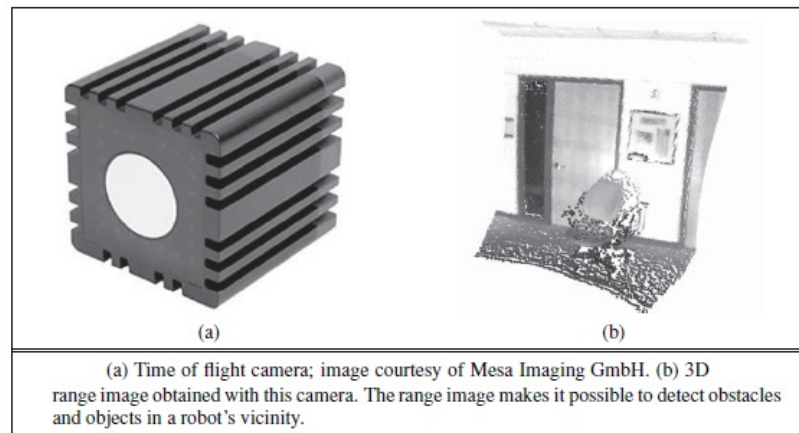 (a)
(b)
(a) Time of flight camera; image courtesy of Mesa Imaging GmbH. (b) 3D
range image obtained with this camera. The range image makes it possible to detect obstacles
and objects in a robot's vicinity.